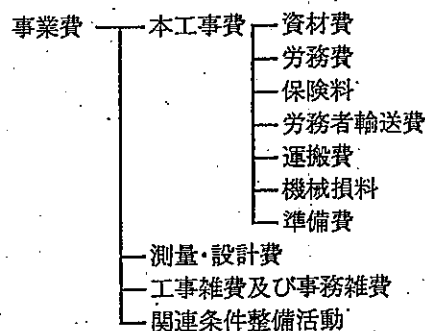 事業費 本工事費 資材費
労務費
保険料
労務者輸送費
運搬費
機械損料
準備費
測量・設計費
工事雑費及び事務雑費
関連条件整備活動